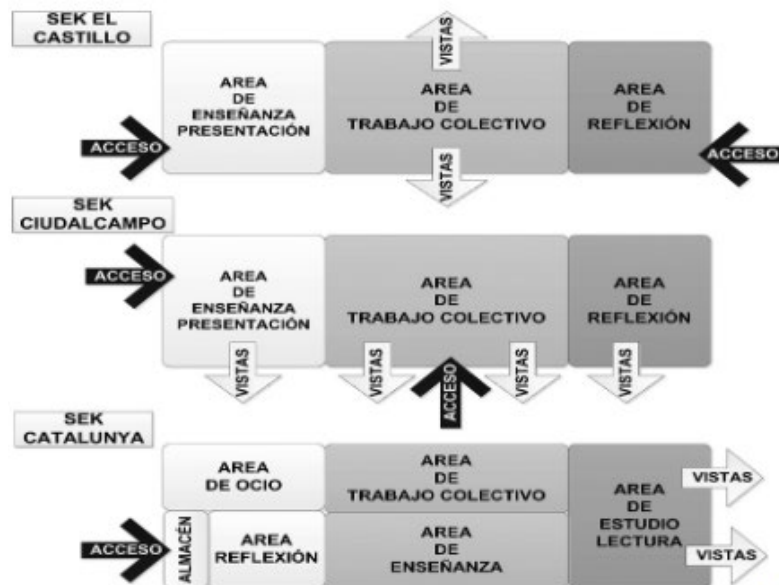 SEK EL
CASTILLO
VISTAS
AREA
DE
ENSEÑANZA
PRESENTACIÓN
AREA
DE
TRABAJO COLECTIVO
AREA
DE
REFLEXIÓN
ACCESO
ACCESO
VISTAS
SEK
CIUDALCAMPO
ACCESO
AREA
DE
ENSEÑANZA
PRESENTACIÓN
AREA
DE
TRABAJO COLECTIVO
AREA
DE
REFLEXIÓN
VISTAS
VISTAS
ACCESO
VISTAS
VISTAS
SEK
CATALUNYA
AREA
DE OCIO
AREA
DE
TRABAJO COLECTIVO
AREA
DE
ESTUDIO
LECTURA
VISTAS
ACCESO
ALMACÉN
AREA
REFLEXIÓN
AREA
DE
ENSEÑANZA
VISTAS